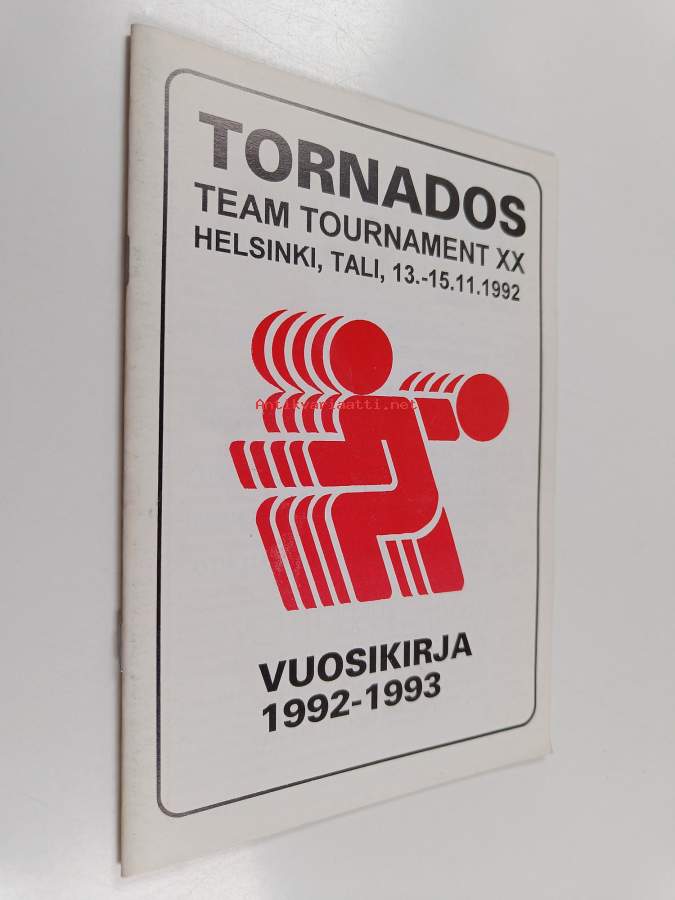 TORNADOS
TEAM TOURNAMENT XX
HELSINKI, TALI, 13.-15.11.1992
Antikvariaatti.net
VUOSIKIRJA
1992-1993